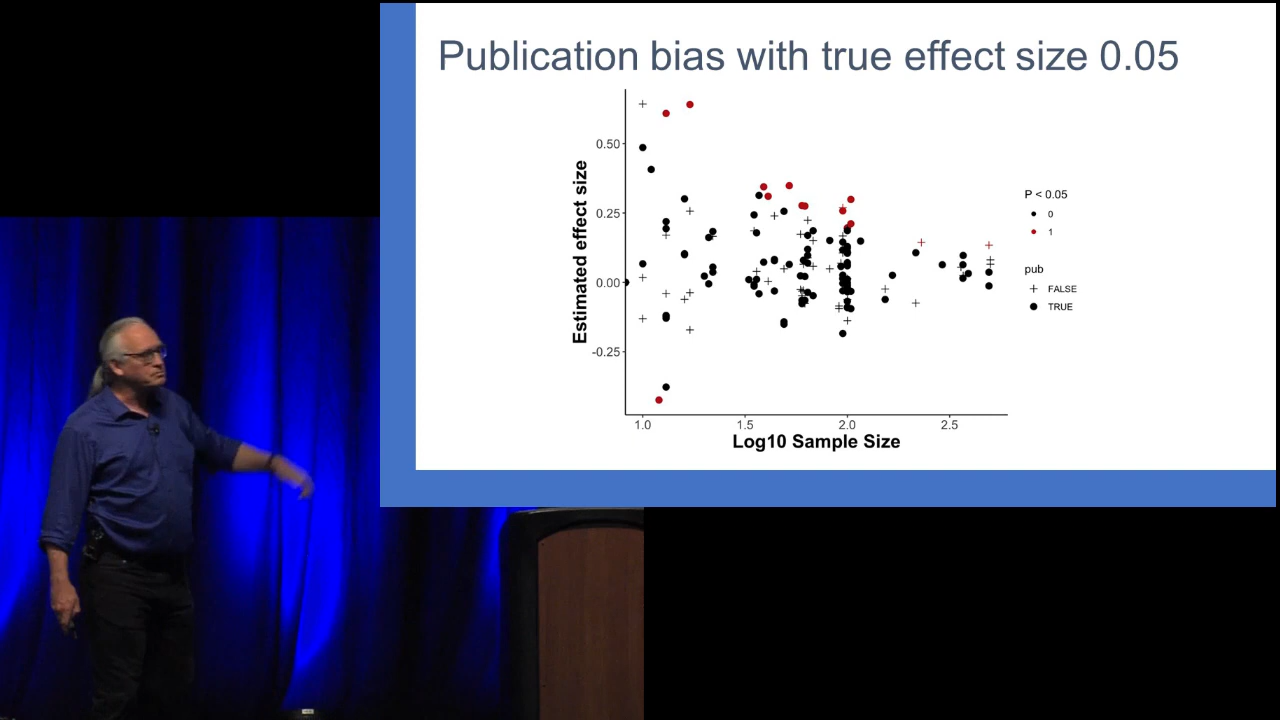 Publication bias with true effect size 0.05
Estimated effect size
0.50
0.25
0.00
-0.25
1.0
1.5
2.0
2.5
Log10 Sample Size
P < 0.05
0
1
pub
FALSE
TRUE